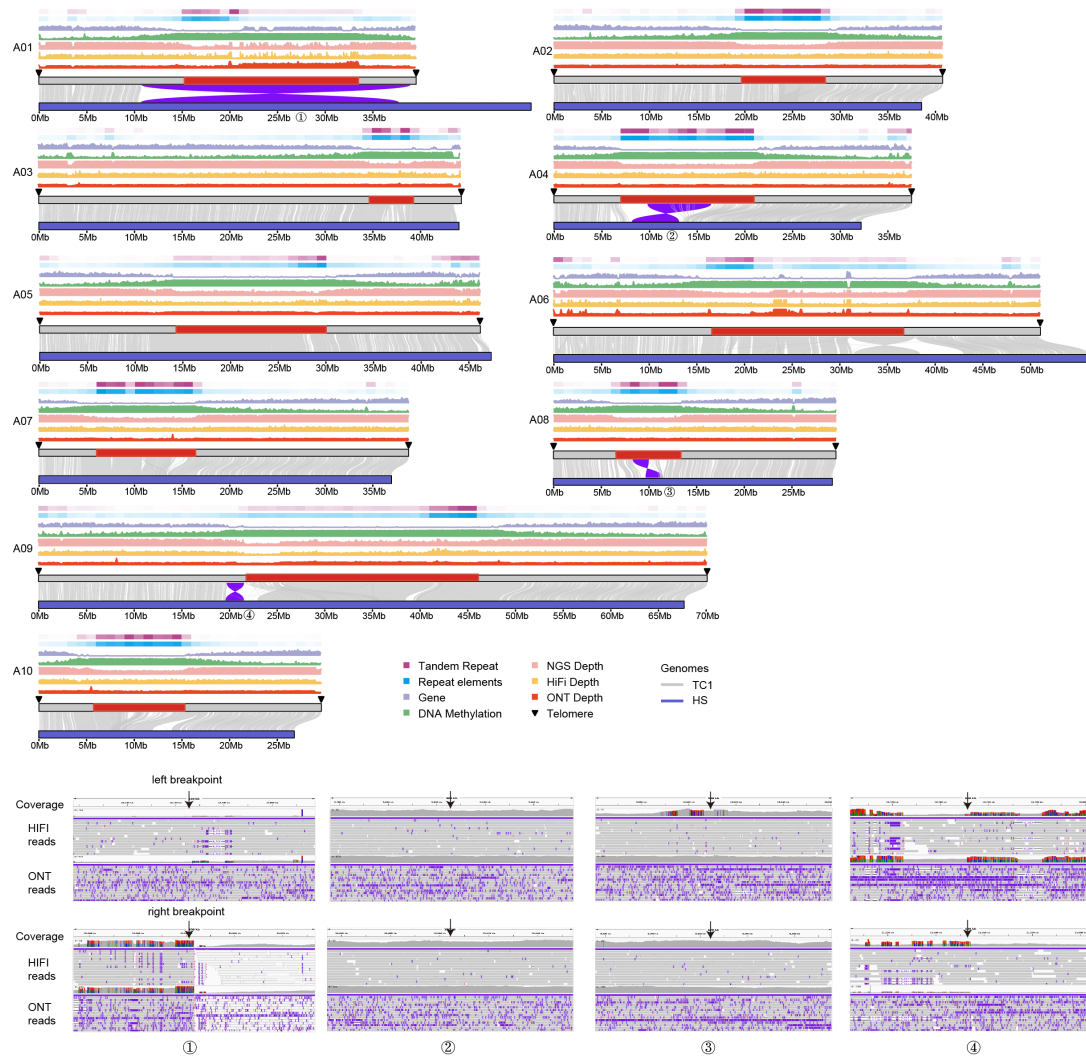 A01
0Mb 5Mb 10Mb 15Mb 20Mb 25Mb 30Mb 35Mb
①
A02
0Mb 5Mb 10Mb 15Mb 20Mb 25Mb 30Mb 35Mb 40Mb
A03
0Mb 5Mb 10Mb 15Mb 20Mb 25Mb 30Mb 35Mb 40Mb
A04
0Mb 5Mb 10Mb 15Mb 20Mb 25Mb 30Mb 35Mb
②
A05
0Mb 5Mb 10Mb 15Mb 20Mb 25Mb 30Mb 35Mb 40Mb 45Mb
A06
0Mb 5Mb 10Mb 15Mb 20Mb 25Mb 30Mb 35Mb 40Mb 45Mb 50Mb
A07
0Mb 5Mb 10Mb 15Mb 20Mb 25Mb 30Mb 35Mb
A08
0Mb 5Mb 10Mb 15Mb 20Mb 25Mb
③
A09
0Mb 5Mb 10Mb 15Mb 20Mb 25Mb 30Mb 35Mb 40Mb 45Mb 50Mb 55Mb 60Mb 65Mb 70Mb
④
A10
0Mb 5Mb 10Mb 15Mb 20Mb 25Mb
Tandem Repeat
Repeat elements
Gene
DNA Methylation
NGS Depth
HiFi Depth
ONT Depth
Telomere
Genomes
TC1
HS
left breakpoint
Coverage
HIFI
reads
ONT
reads
right breakpoint
Coverage
HIFI
reads
ONT
reads
① ② ③ ④